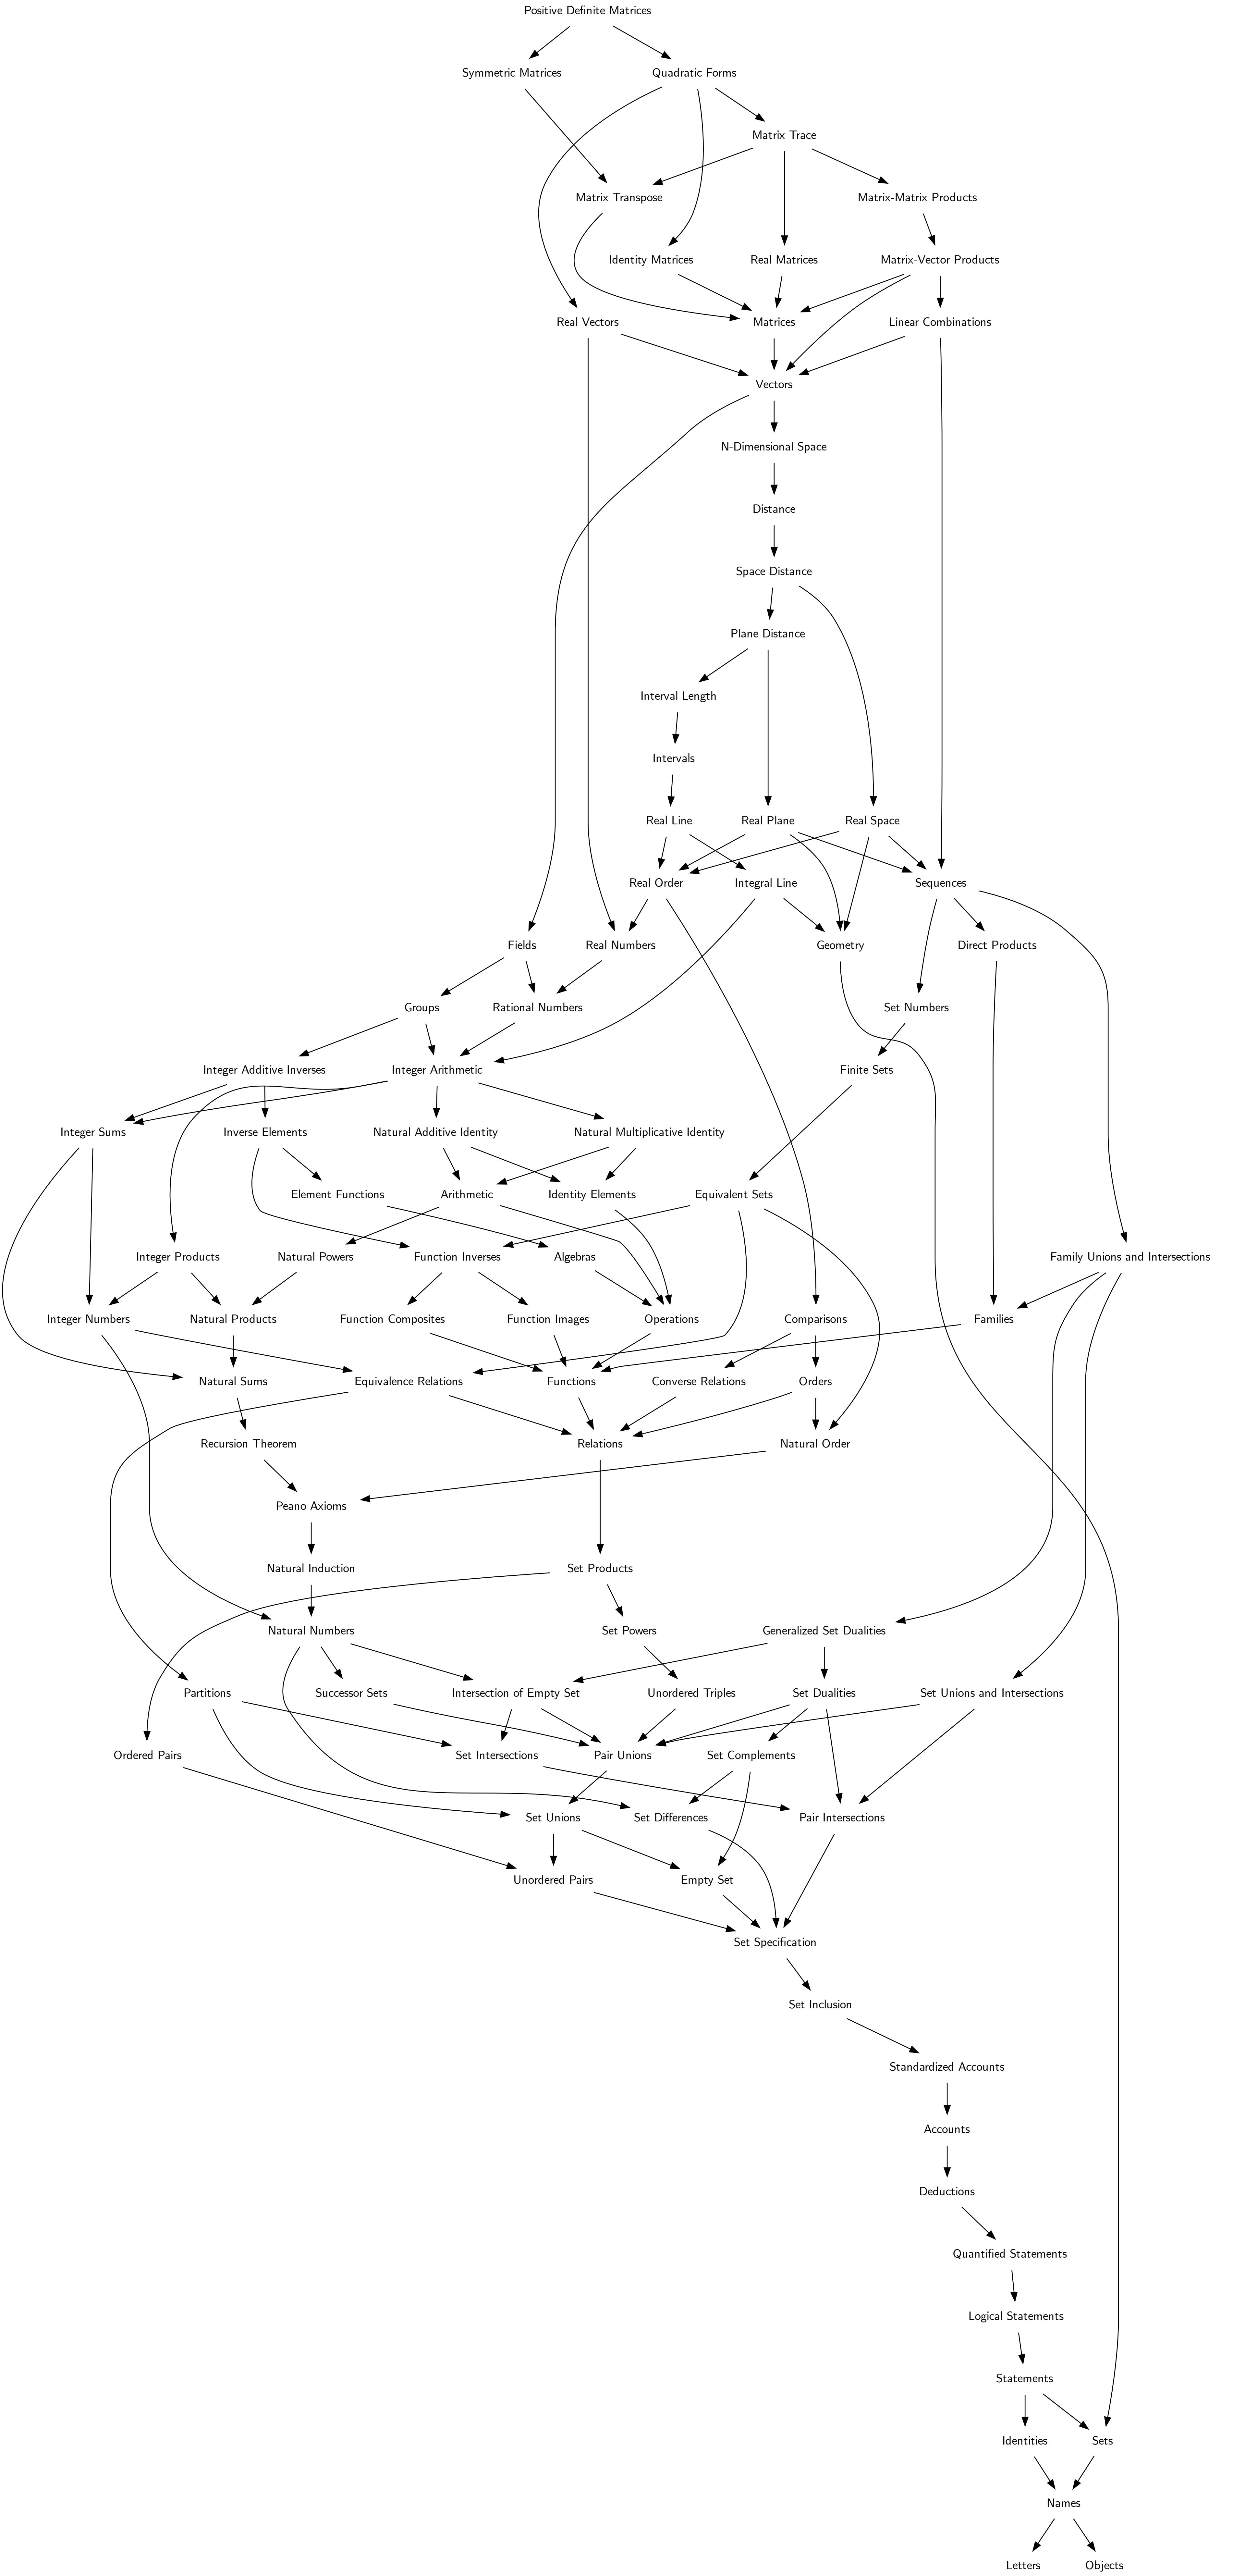 Positive Definite Matrices
Symmetric Matrices
Quadratic Forms
Matrix Trace
Matrix Transpose
Matrix-Matrix Products
Identity Matrices
Real Matrices
Matrix-Vector Products
Real Vectors
Matrices
Linear Combinations
Vectors
N-Dimensional Space
Distance
Space Distance
Plane Distance
Interval Length
Intervals
Real Line
Real Plane
Real Space
Real Order
Integral Line
Sequences
Fields
Real Numbers
Geometry
Direct Products
Groups
Rational Numbers
Set Numbers
Integer Additive Inverses
Integer Arithmetic
Finite Sets
Integer Sums
Inverse Elements
Natural Additive Identity
Natural Multiplicative Identity
Element Functions
Arithmetic
Identity Elements
Equivalent Sets
Integer Products
Natural Powers
Function Inverses
Algebras
Family Unions and Intersections
Integer Numbers
Natural Products
Function Composites
Function Images
Operations
Comparisons
Families
Natural Sums
Equivalence Relations
Functions
Converse Relations
Orders
Recursion Theorem
Relations
Natural Order
Peano Axioms
Natural Induction
Set Products
Natural Numbers
Set Powers
Generalized Set Dualities
Partitions
Successor Sets
Intersection of Empty Set
Unordered Triples
Set Dualities
Set Unions and Intersections
Ordered Pairs
Set Intersections
Pair Unions
Set Complements
Set Unions
Set Differences
Pair Intersections
Unordered Pairs
Empty Set
Set Specification
Set Inclusion
Standardized Accounts
Accounts
Deductions
Quantified Statements
Logical Statements
Statements
Identities
Sets
Names
Letters
Objects